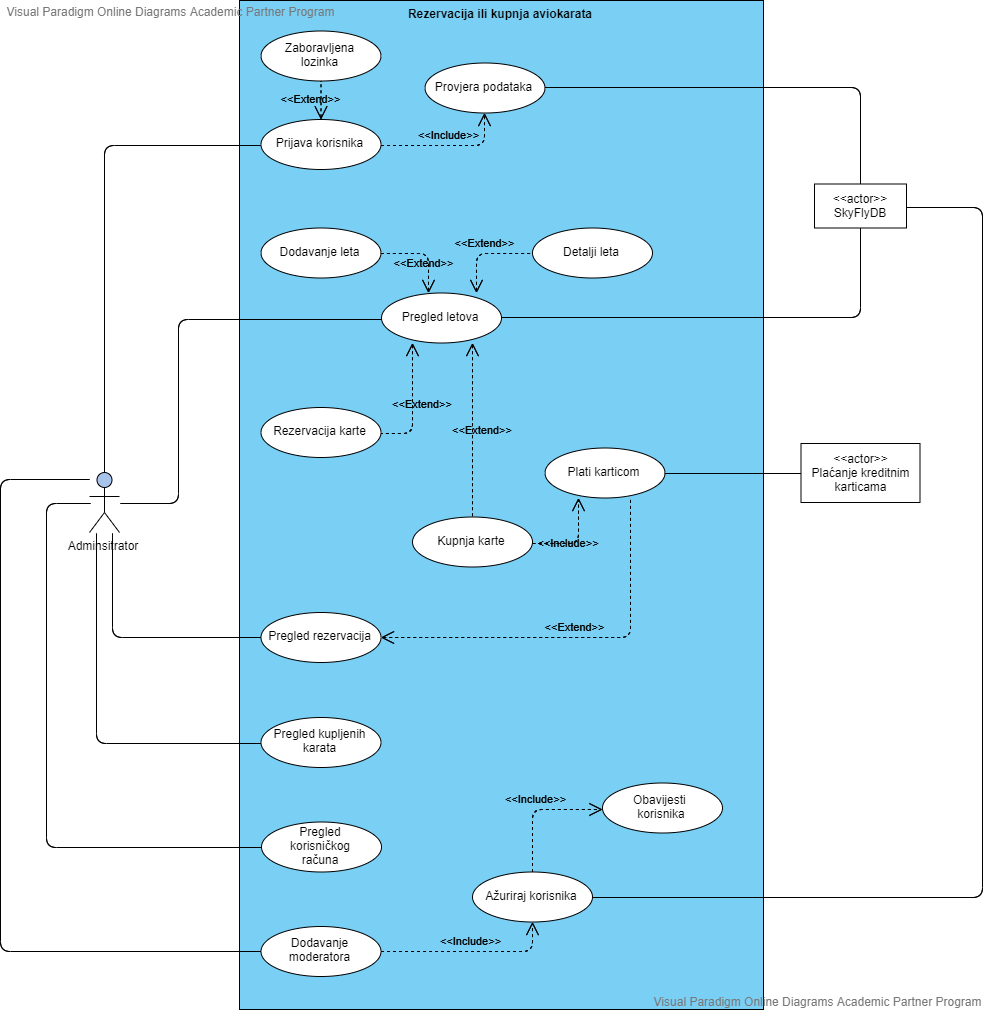 Visual Paradigm Online Diagrams Academic Partner Program
Rezervacija ili kupnja aviokarata
Zaboravljena
lozinka
<<Extend>>
Provjera podataka
<<Include>>
Prijava korisnika
<<actor>>
SkyFlyDB
Dodavanje leta
<<Extend>>
<<Extend>>
Detalji leta
Pregled letova
<<Extend>>
Rezervacija karte
<<Extend>>
Plati karticom
<<actor>>
Plaćanje kreditnim
karticama
Kupnja karte
<<Include>>
Adminsitrator
<<Extend>>
Pregled rezervacija
Pregled kupljenih
karata
<<Include>>
Obavijesti
korisnika
Pregled
korisničkog
računa
Ažuriraj korisnika
<<Include>>
Dodavanje
moderatora
Visual Paradigm Online Diagrams Academic Partner Program